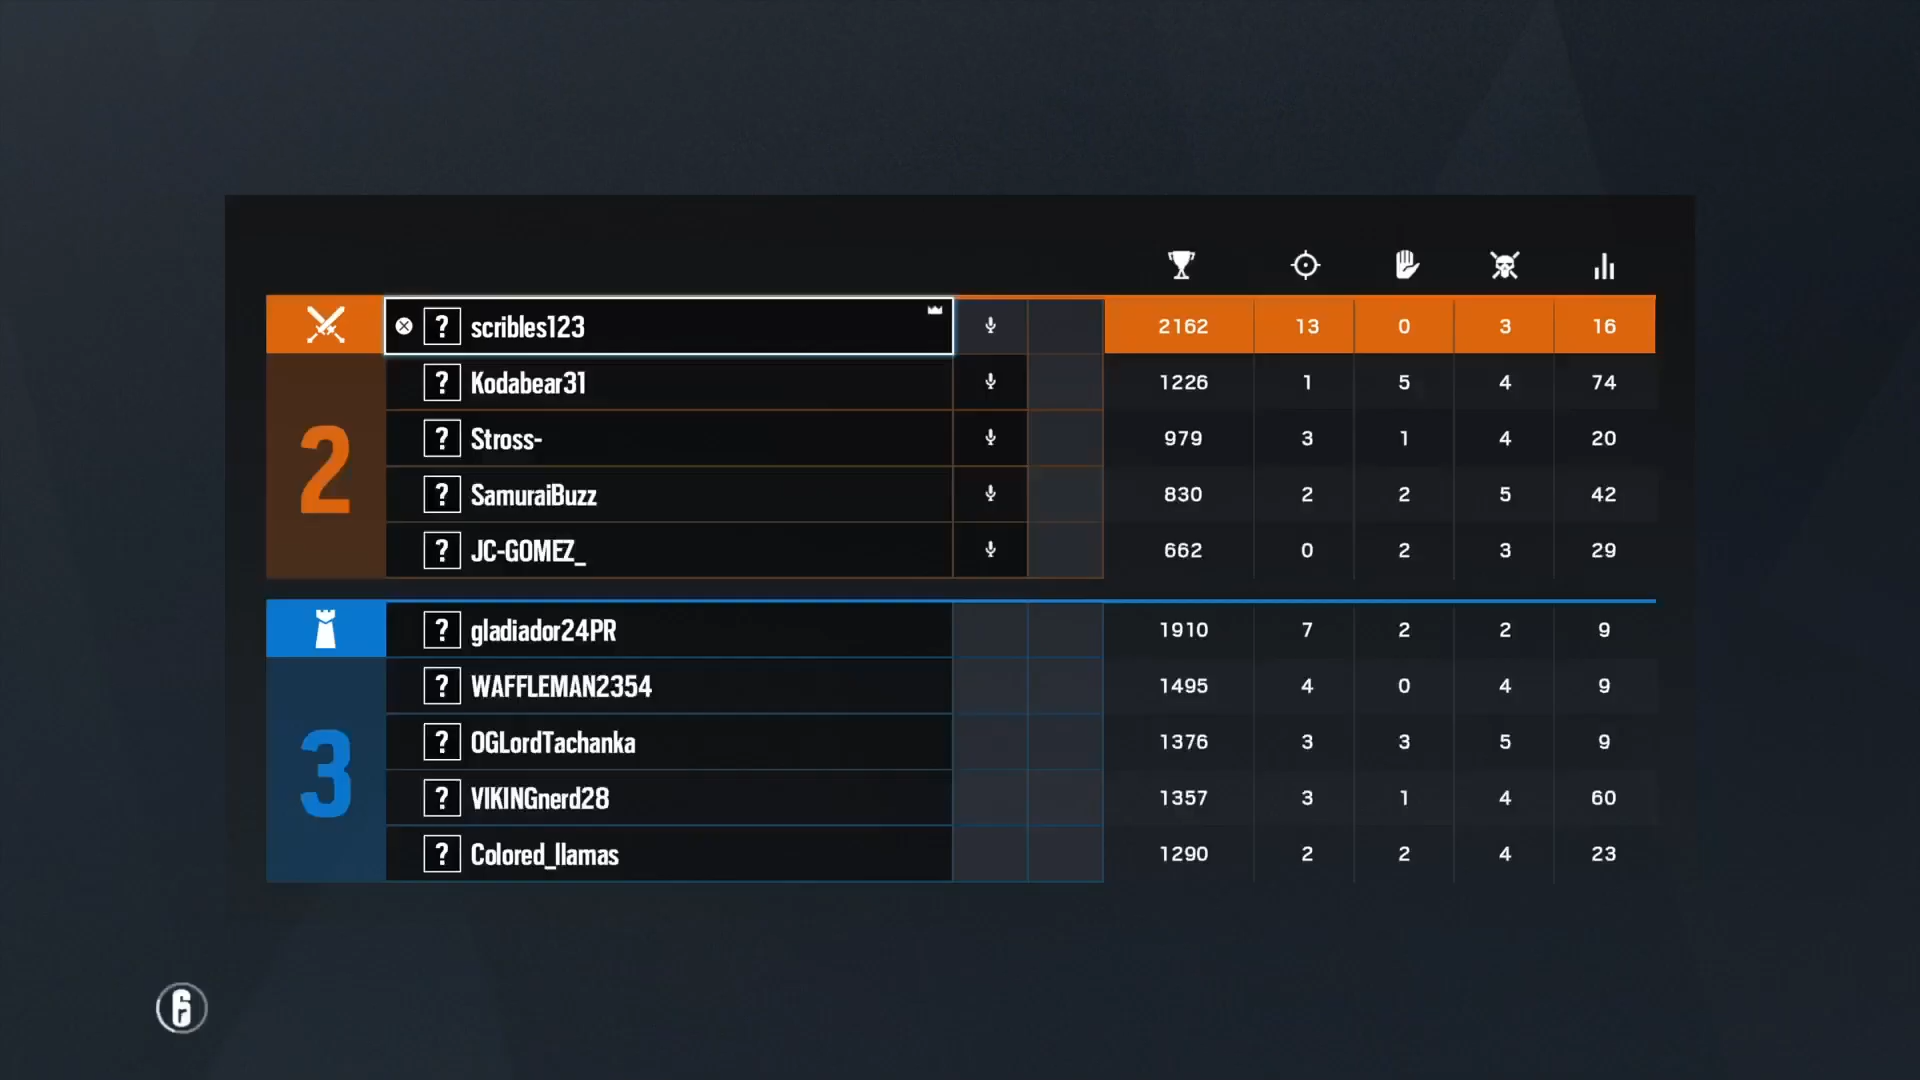 ? scribles123 2162 13 0 3 16
? Kodabear31 1226 1 5 4 74
2
? Stross- 979 3 1 4 20
? SamuraiBuzz 830 2 2 5 42
? JC-GOMEZ_ 662 0 2 3 29
? gladiador24PR 1910 7 2 2 9
? WAFFLEMAN2354 1495 4 0 4 9
? OGLordTachanka 1376 3 3 5 9
3
? VIKINGnerd28 1357 3 1 4 60
? Colored_llamas 1290 2 2 4 23
6